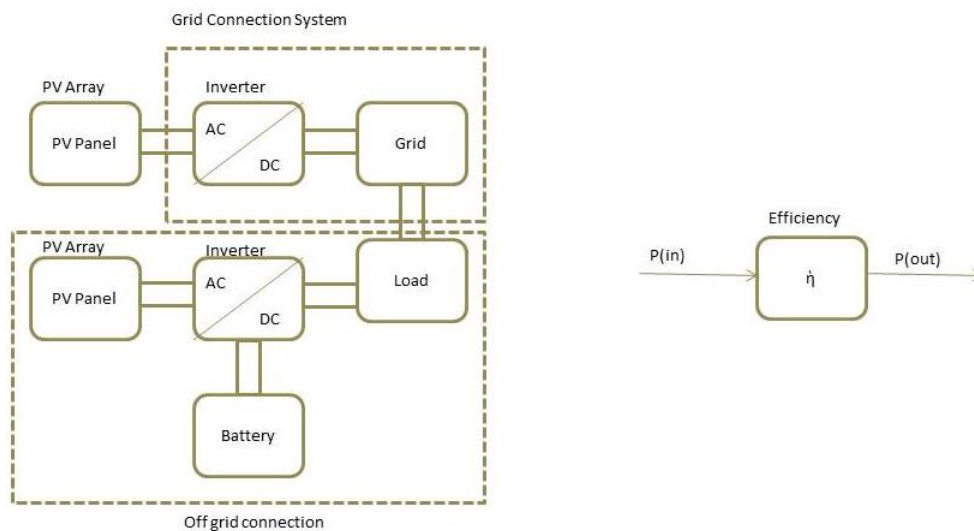 Grid Connection System
PV Array
Inverter
PV Panel
AC
DC
Grid
PV Array
Inverter
PV Panel
AC
DC
Load
Battery
Off grid connection
Efficiency
P(in)
η̇
P(out)